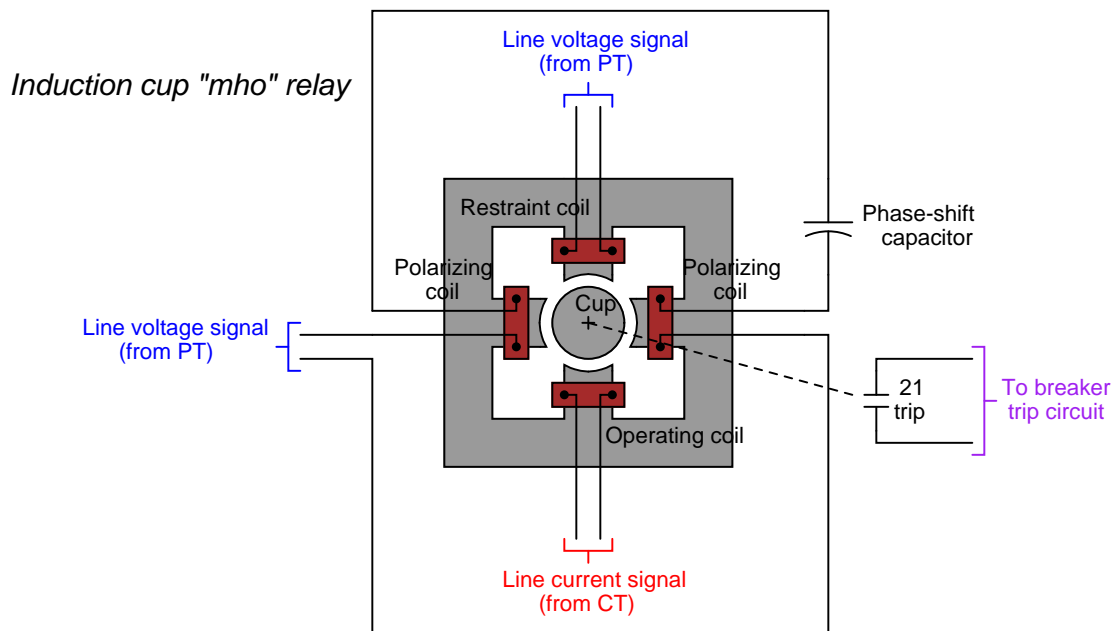 Induction cup "mho" relay
Line voltage signal
(from PT)
Restraint coil
Phase-shift
capacitor
Polarizing
coil
Polarizing
coil
Cup
Line voltage signal
(from PT)
21
trip
To breaker
trip circuit
Operating coil
Line current signal
(from CT)